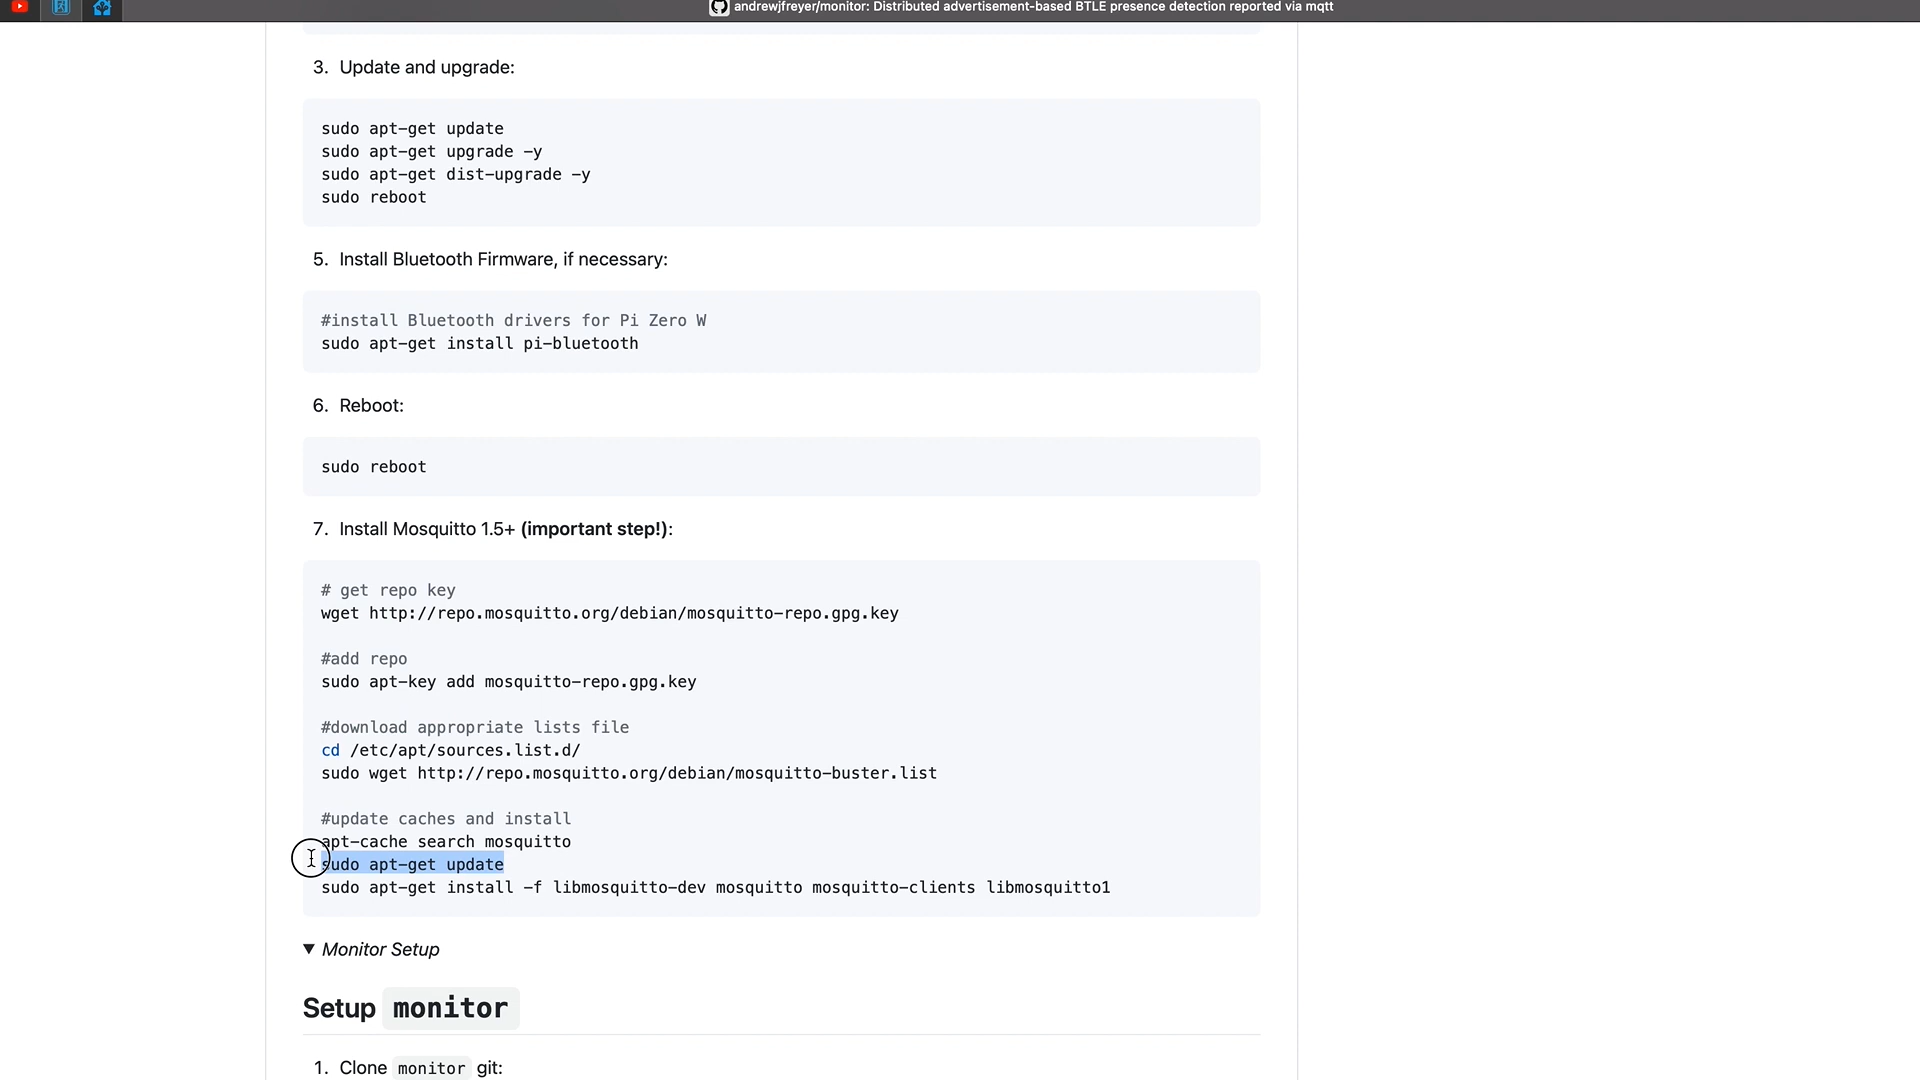 andrewjfreyer/monitor: Distributed advertisement-based BTLE presence detection reported via mqtt
3. Update and upgrade:
sudo apt-get update
sudo apt-get upgrade -y
sudo apt-get dist-upgrade -y
sudo reboot
5. Install Bluetooth Firmware, if necessary:
#install Bluetooth drivers for Pi Zero W
sudo apt-get install pi-bluetooth
6. Reboot:
sudo reboot
7. Install Mosquitto 1.5+ (important step!):
# get repo key
wget http://repo.mosquitto.org/debian/mosquitto-repo.gpg.key
#add repo
sudo apt-key add mosquitto-repo.gpg.key
#download appropriate lists file
cd /etc/apt/sources.list.d/
sudo wget http://repo.mosquitto.org/debian/mosquitto-buster.list
#update caches and install
apt-cache search mosquitto
sudo apt-get update
sudo apt-get install -f libmosquitto-dev mosquitto mosquitto-clients libmosquitto1
▼ Monitor Setup
Setup monitor
1. Clone monitor git: